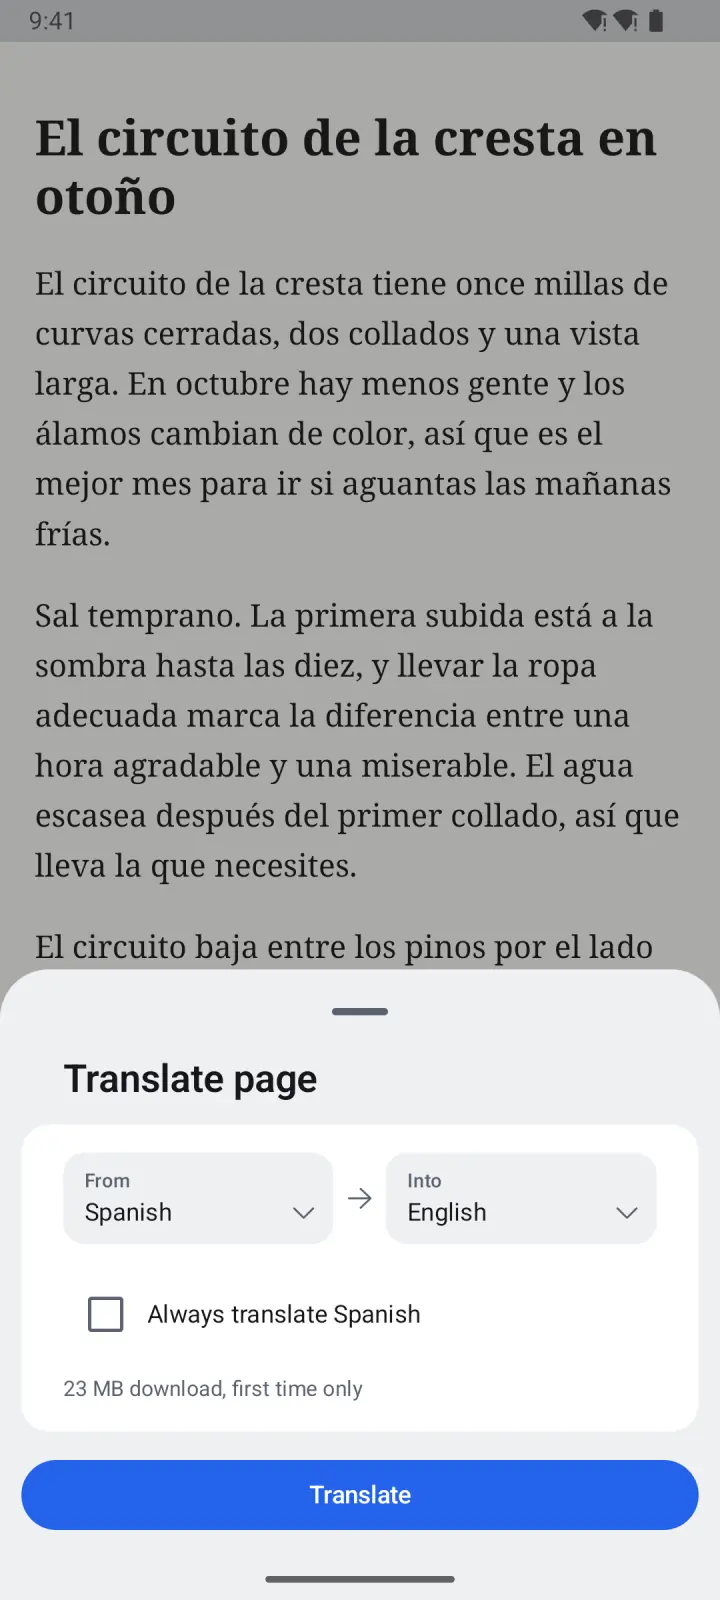 9:41
El circuito de la cresta en
otoño
El circuito de la cresta tiene once millas de
curvas cerradas, dos collados y una vista
larga. En octubre hay menos gente y los
álamos cambian de color, así que es el
mejor mes para ir si aguantas las mañanas
frías.
Sal temprano. La primera subida está a la
sombra hasta las diez, y llevar la ropa
adecuada marca la diferencia entre una
hora agradable y una miserable. El agua
escasea después del primer collado, así que
lleva la que necesites.
El circuito baja entre los pinos por el lado
Translate page
From
Spanish
Into
English
Always translate Spanish
23 MB download, first time only
Translate